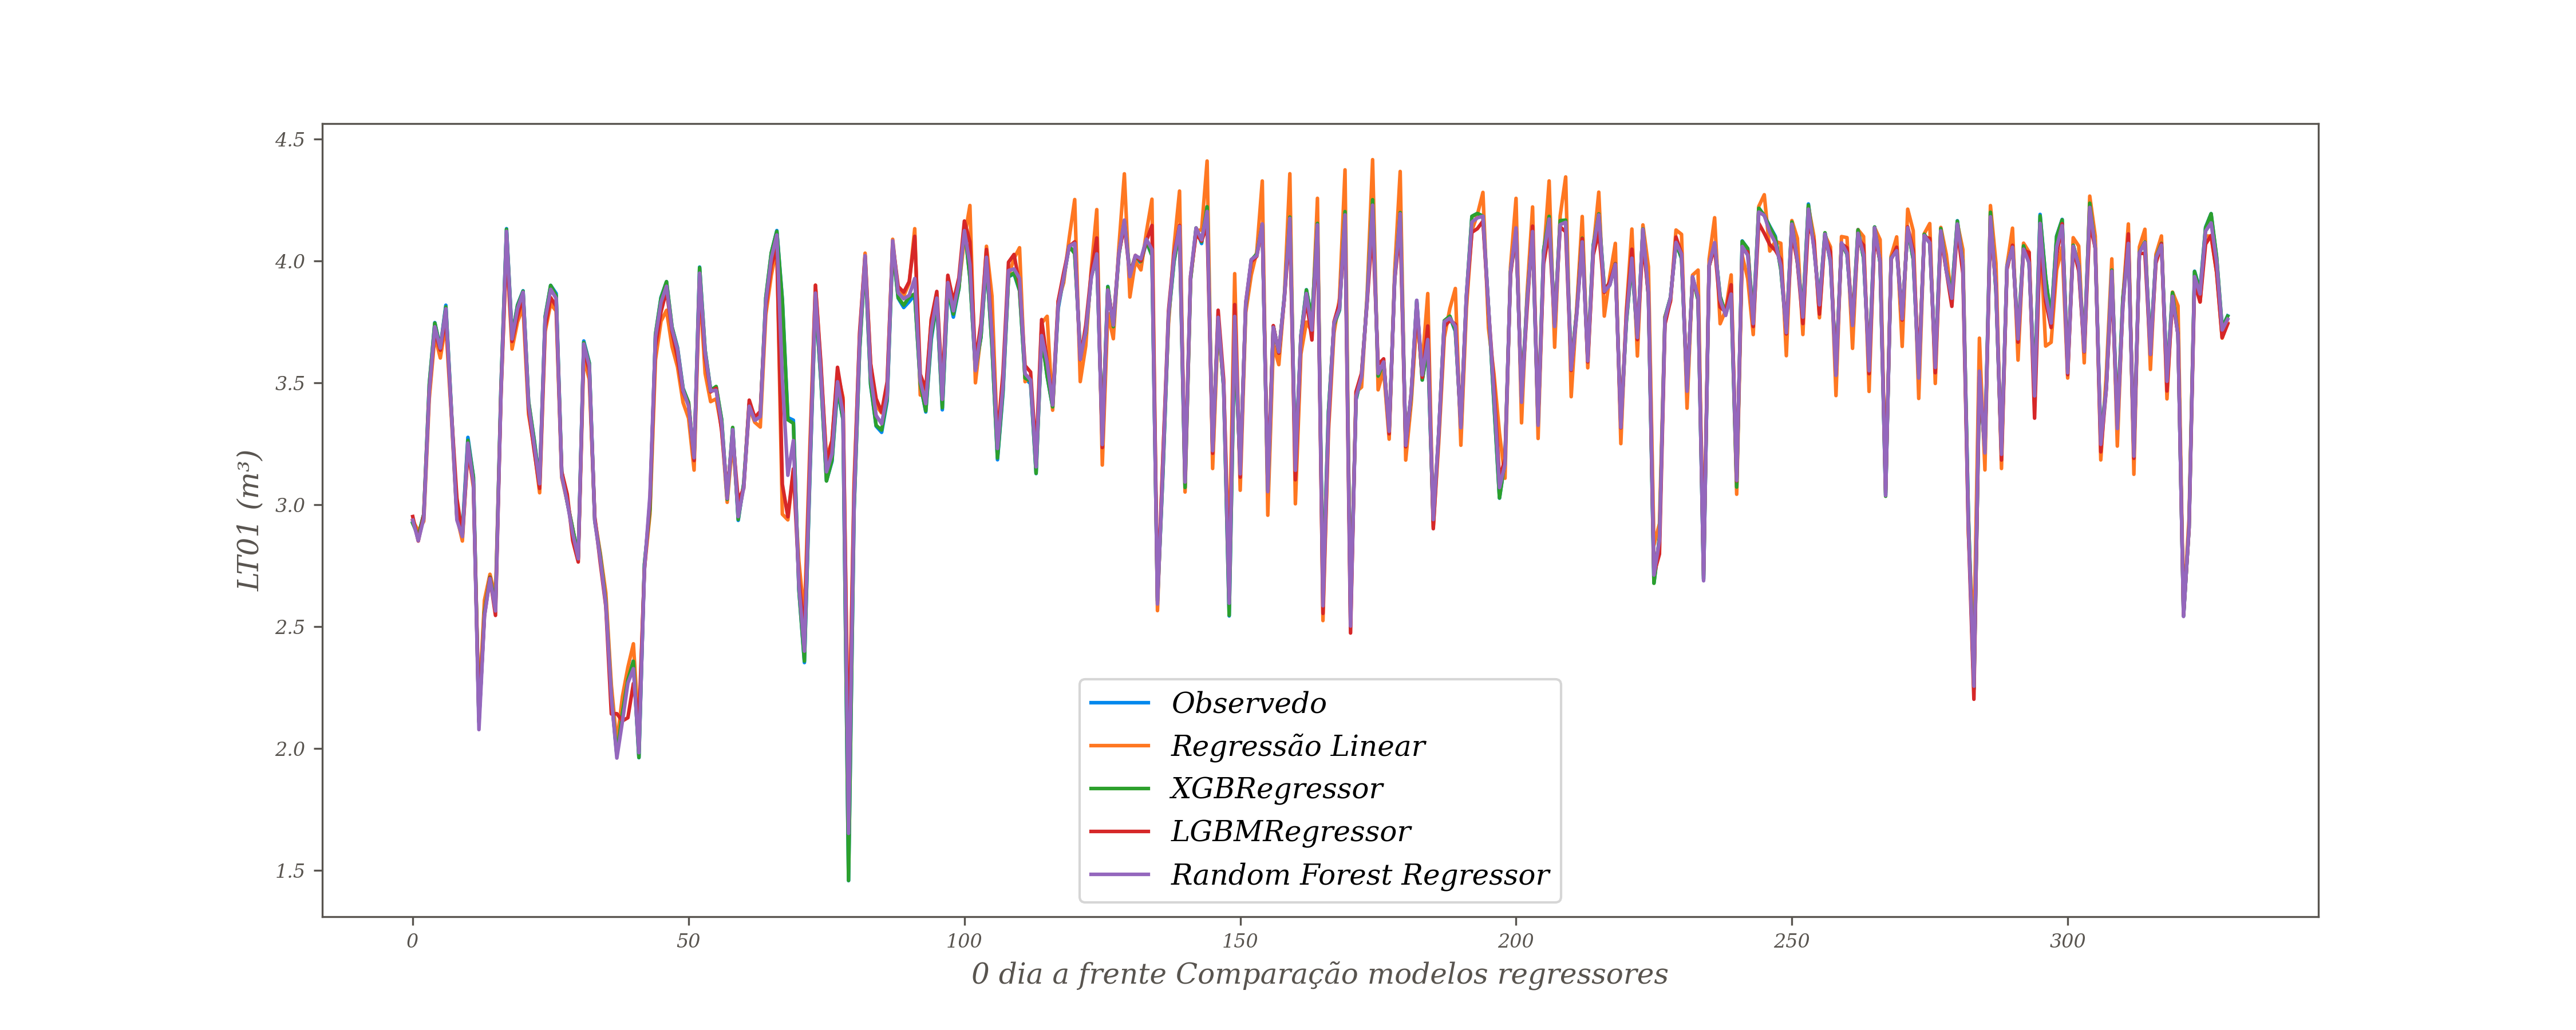 4.5
4.0
3.5
3.0
2.5
2.0
1.5
LT01 (m³)
Observedo
Regressão Linear
XGBRegressor
LGBMRegressor
Random Forest Regressor
0 50 100 150 200 250 300
0 dia a frente Comparação modelos regressores